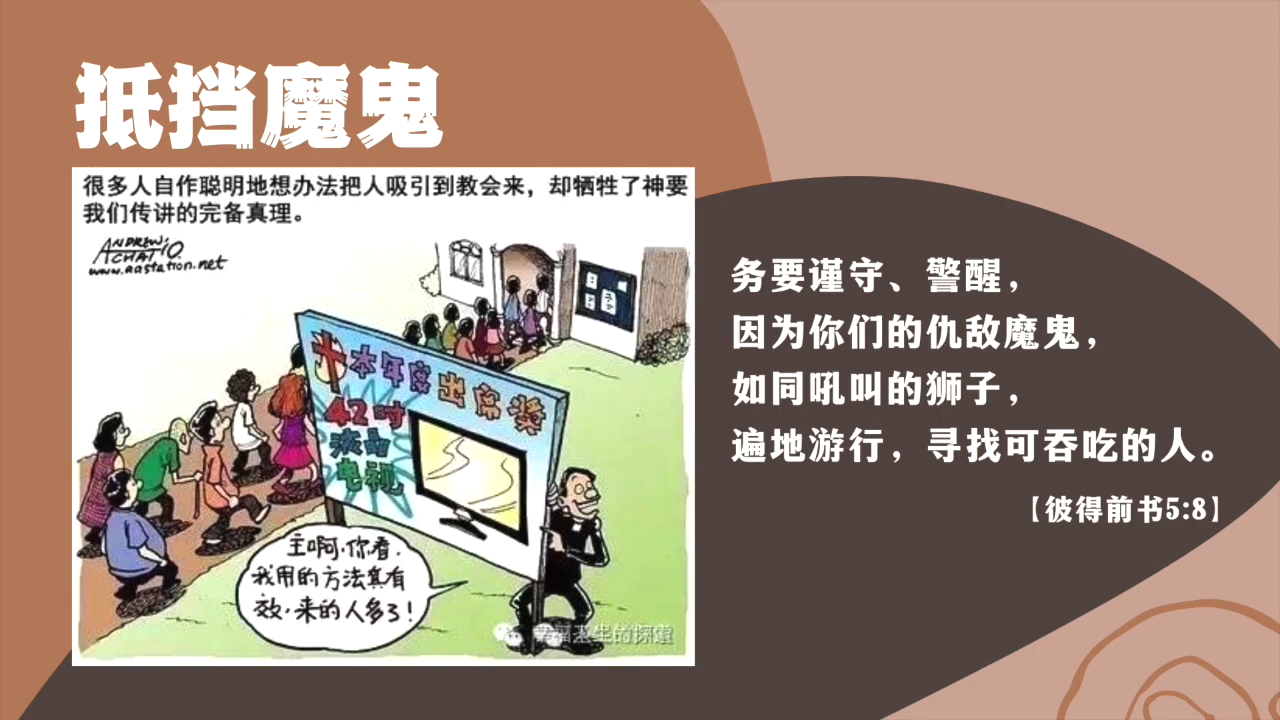 抵挡魔鬼
很多人自作聪明地想办法把人吸引到教会来，却牺牲了神要
我们传讲的完备真理。
ANDREW
ACHATIO.
www.aastation.net
本年度出席奖
42吋
液晶
电视
主啊，你看，
我用的方法真有
效，来的人多了！
务要谨守、警醒，
因为你们的仇敌魔鬼，
如同吼叫的狮子，
遍地游行，寻找可吞吃的人。
【彼得前书5:8】